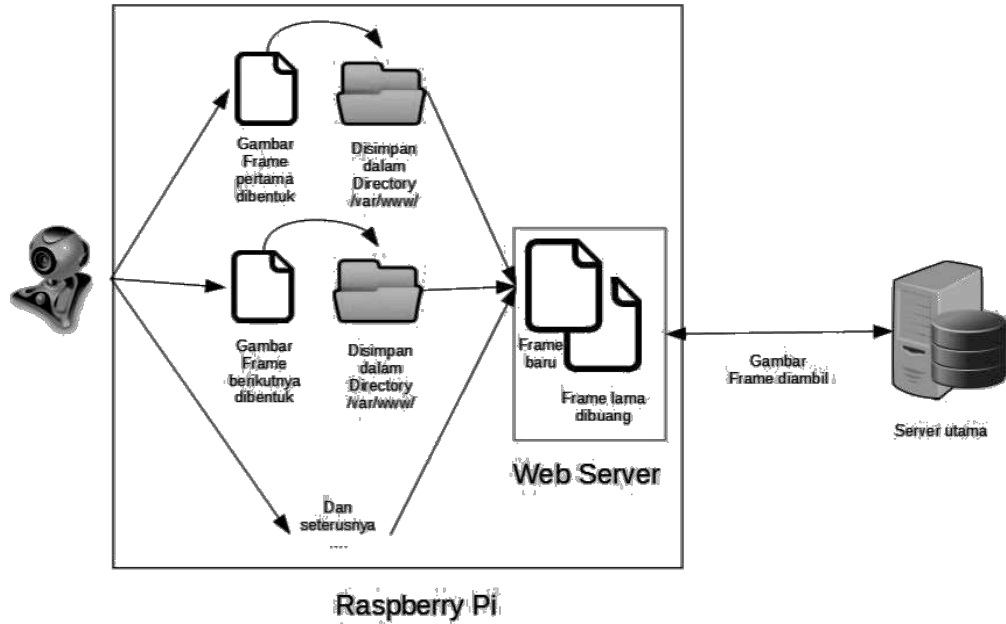 Gambar
Frame
pertama
dibentuk
Disimpan
dalam
Directory
/var/www/
Gambar
Frame
berikutnya
dibentuk
Disimpan
dalam
Directory
/var/www/
Dan
seterusnya
....
Frame
baru
Frame lama
dibuang
Web Server
Gambar
Frame diambil
Server utama
Raspberry Pi